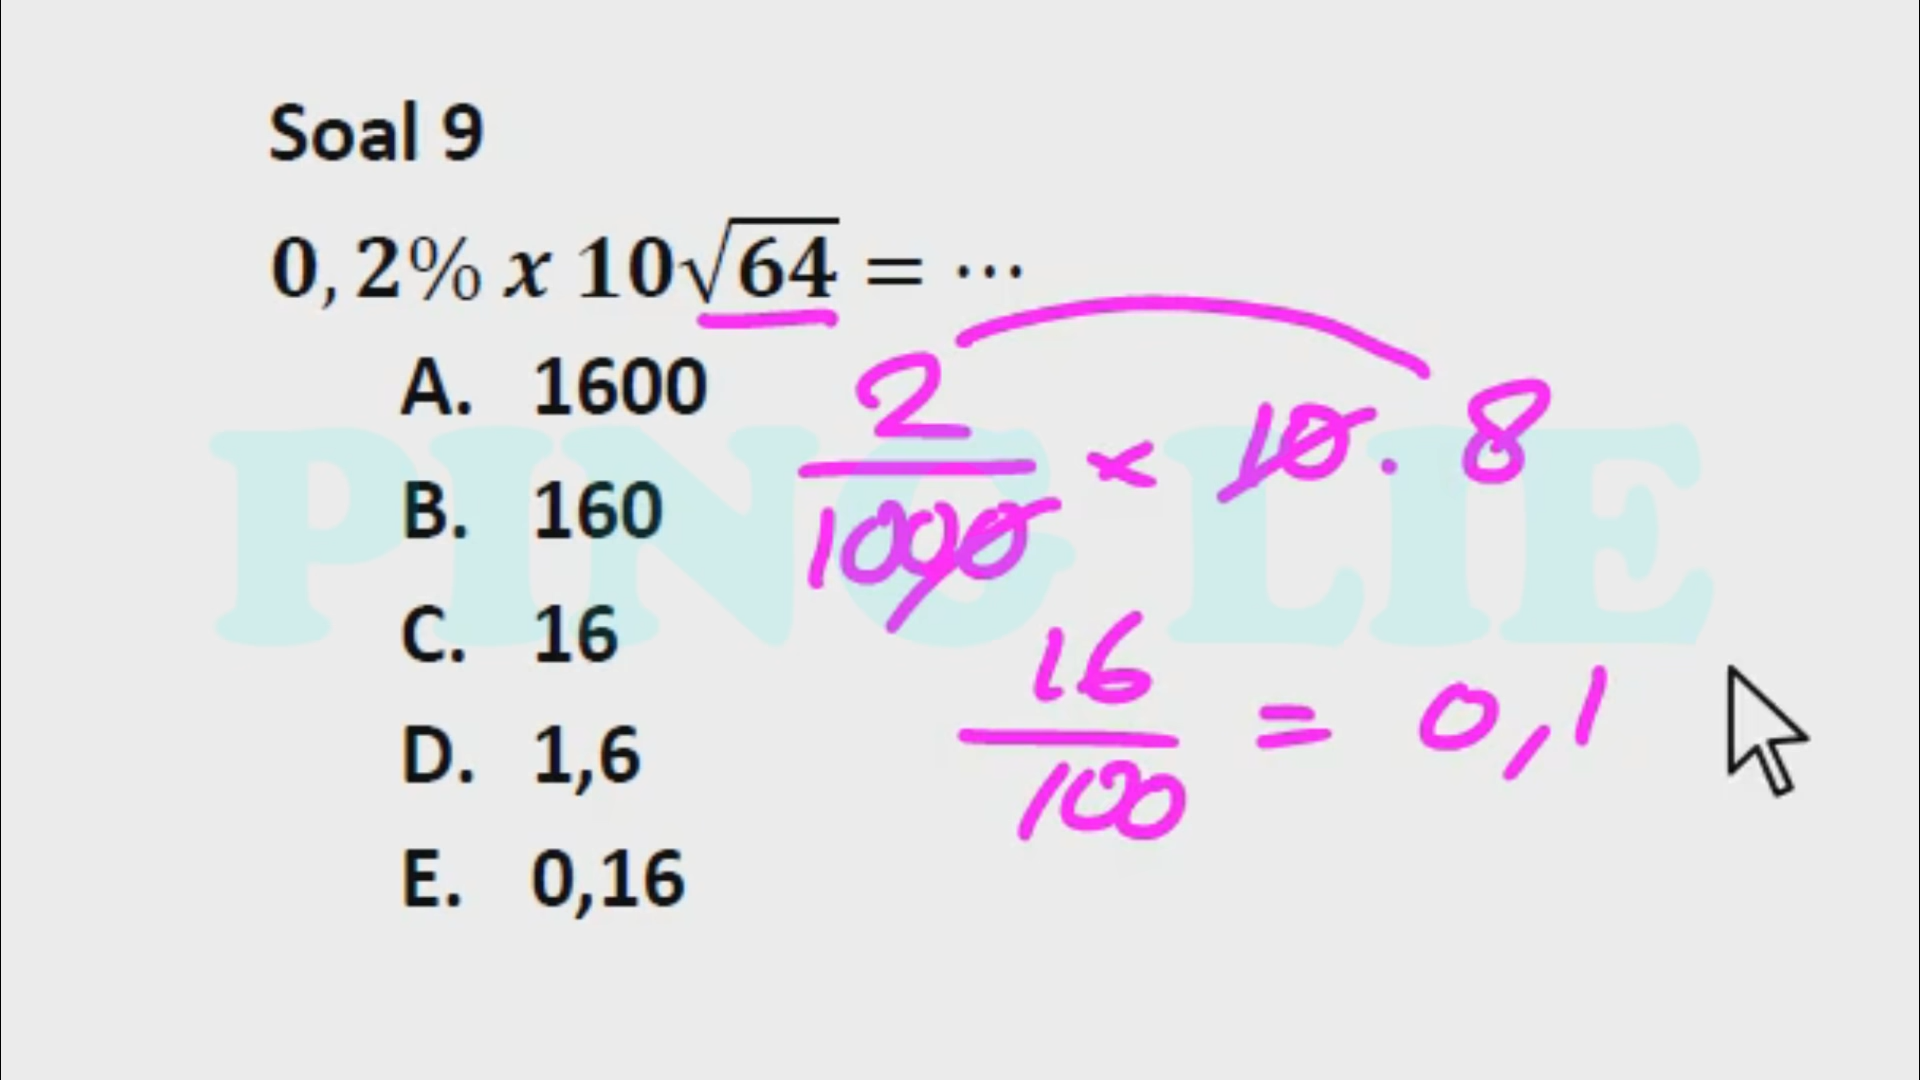 Soal 9
0,2% x 10√64 = ⋯
A. 1600
B. 160
C. 16
D. 1,6
E. 0,16
2/1000 × 10 . 8
16/100 = 0,1
PING LIE